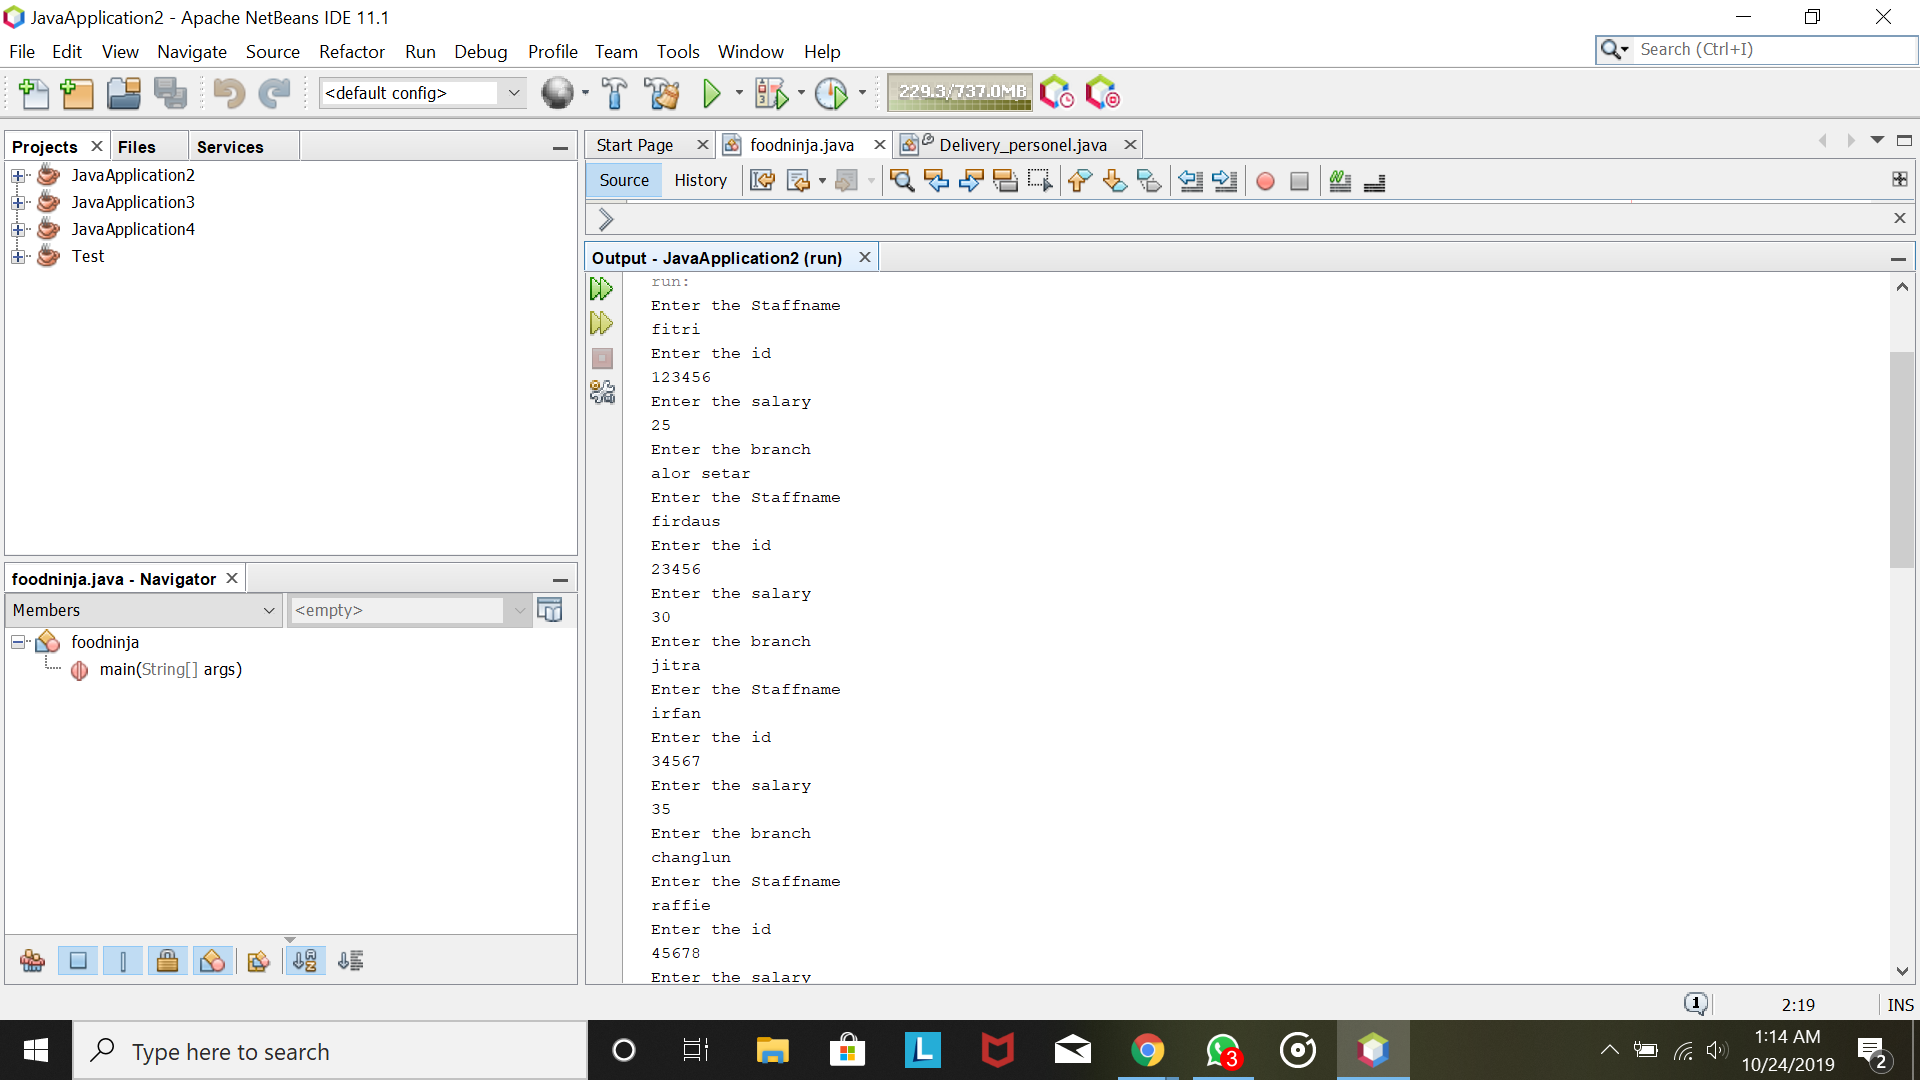 JavaApplication2 - Apache NetBeans IDE 11.1
File Edit View Navigate Source Refactor Run Debug Profile Team Tools Window Help
Search (Ctrl+I)
<default config>
229.3/737.0MB
Projects Files Services
JavaApplication2
JavaApplication3
JavaApplication4
Test
foodninja.java - Navigator
Members
<empty>
foodninja
main(String[] args)
Start Page foodninja.java Delivery_personel.java
Source History
Output - JavaApplication2 (run)
run:
Enter the Staffname
fitri
Enter the id
123456
Enter the salary
25
Enter the branch
alor setar
Enter the Staffname
firdaus
Enter the id
23456
Enter the salary
30
Enter the branch
jitra
Enter the Staffname
irfan
Enter the id
34567
Enter the salary
35
Enter the branch
changlun
Enter the Staffname
raffie
Enter the id
45678
Enter the salary
1
2:19
INS
Type here to search
L
3
1:14 AM
10/24/2019
2